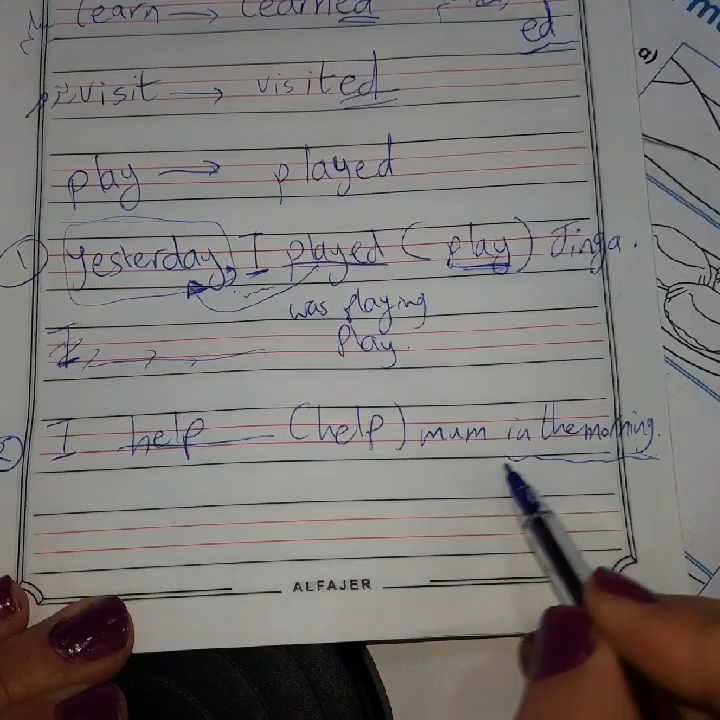 learn → learned
ed
visit → visited
play → played
① Yesterday, I played (play) Jinga.
was playing
I play.
② I help (help) mum in the morning.
ALFAJER
a)
m